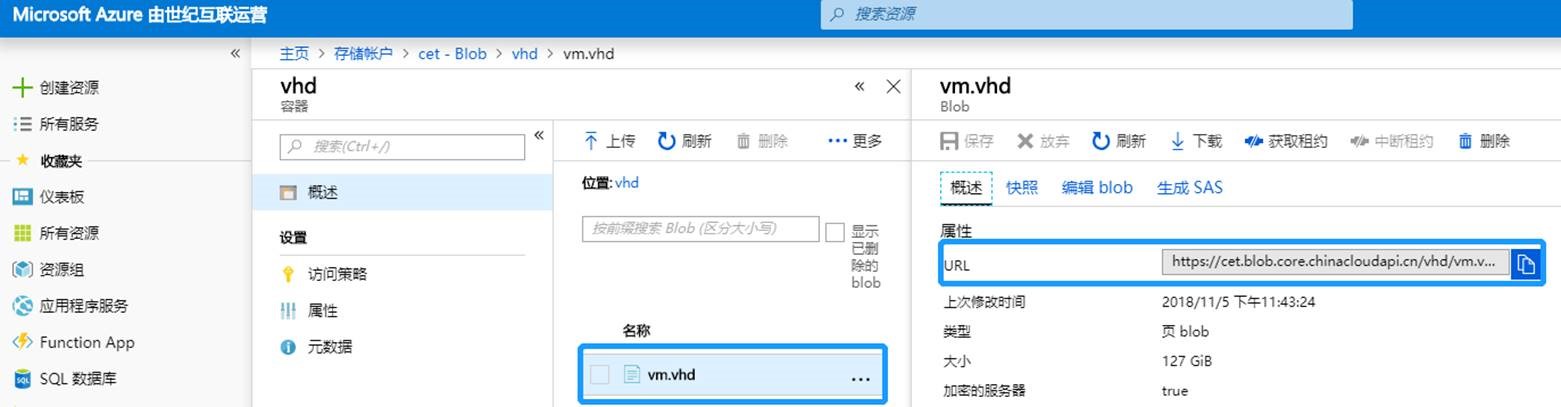 Microsoft Azure 由世纪互联运营
搜索资源
主页 > 存储帐户 > cet - Blob > vhd > vm.vhd
创建资源
所有服务
收藏夹
仪表板
所有资源
资源组
应用程序服务
Function App
SQL 数据库
vhd
容器
搜索(Ctrl+/)
概述
设置
访问策略
属性
元数据
上传 刷新 删除 ... 更多
位置: vhd
按前缀搜索 Blob (区分大小写)
显示
已删
除的
blob
名称
vm.vhd ...
vm.vhd
Blob
保存 放弃 刷新 下载 获取租约 中断租约 删除
概述 快照 编辑 blob 生成 SAS
属性
URL https://cet.blob.core.chinacloudapi.cn/vhd/vm.v...
上次修改时间 2018/11/5 下午11:43:24
类型 页 blob
大小 127 GiB
加密的服务器 true